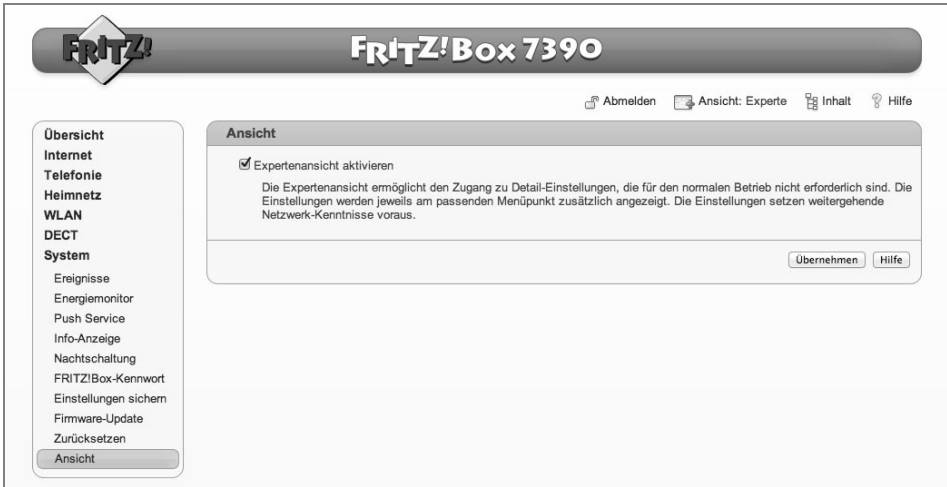 FRITZ!
FRITZ!Box 7390
Abmelden Ansicht: Experte Inhalt Hilfe
Übersicht
Internet
Telefonie
Heimnetz
WLAN
DECT
System
Ereignisse
Energiemonitor
Push Service
Info-Anzeige
Nachtschaltung
FRITZ!Box-Kennwort
Einstellungen sichern
Firmware-Update
Zurücksetzen
Ansicht
Ansicht
Expertenansicht aktivieren
Die Expertenansicht ermöglicht den Zugang zu Detail-Einstellungen, die für den normalen Betrieb nicht erforderlich sind. Die
Einstellungen werden jeweils am passenden Menüpunkt zusätzlich angezeigt. Die Einstellungen setzen weitergehende
Netzwerk-Kenntnisse voraus.
Übernehmen Hilfe